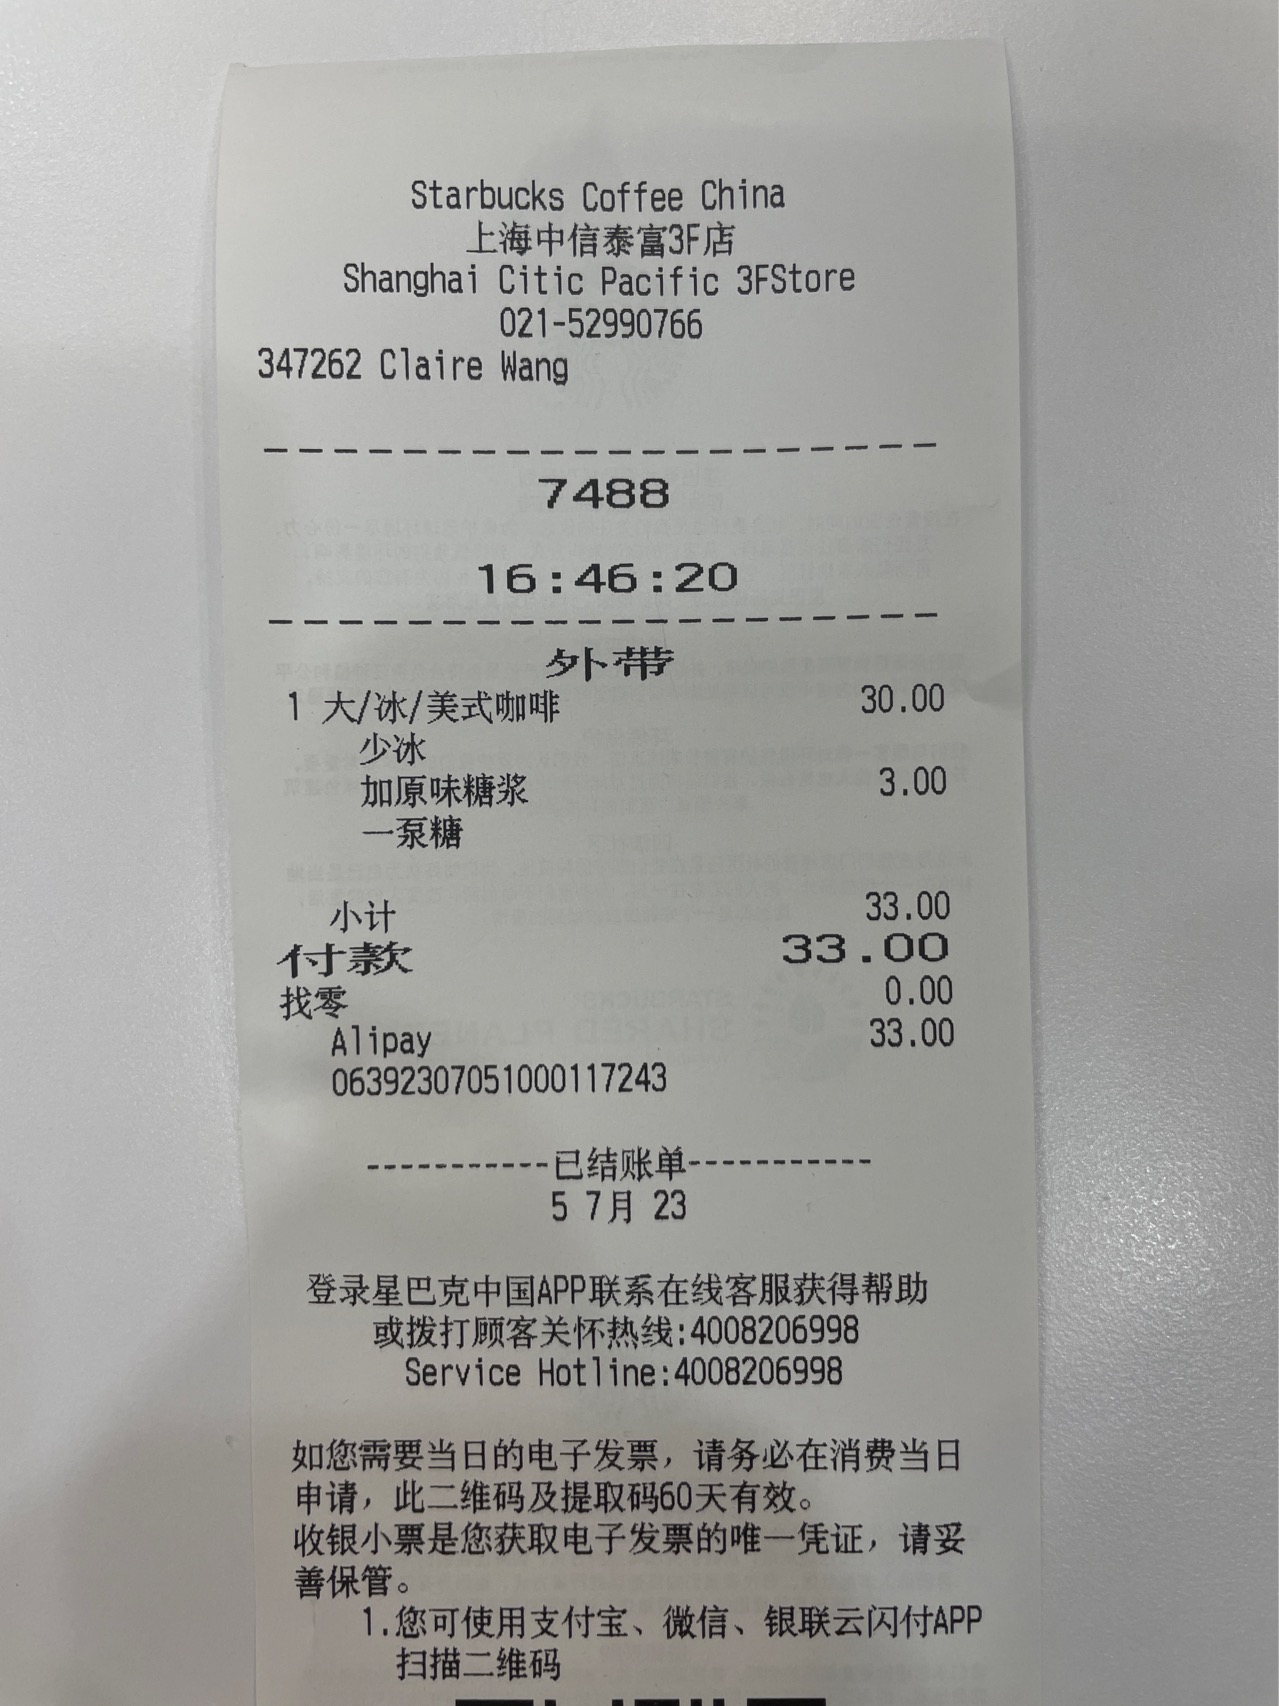 Starbucks Coffee China
上海中信泰富3F店
Shanghai Citic Pacific 3FStore
021-52990766
347262 Claire Wang
7488
16:46:20
外带
1 大/冰/美式咖啡 30.00
少冰
加原味糖浆 3.00
一泵糖
小计 33.00
付款 33.00
找零 0.00
Alipay 33.00
06392307051000117243
-----------已结账单-----------
5 7月 23
登录星巴克中国APP联系在线客服获得帮助
或拨打顾客关怀热线:4008206998
Service Hotline:4008206998
如您需要当日的电子发票，请务必在消费当日
申请，此二维码及提取码60天有效。
收银小票是您获取电子发票的唯一凭证，请妥
善保管。
1.您可使用支付宝、微信、银联云闪付APP
扫描二维码